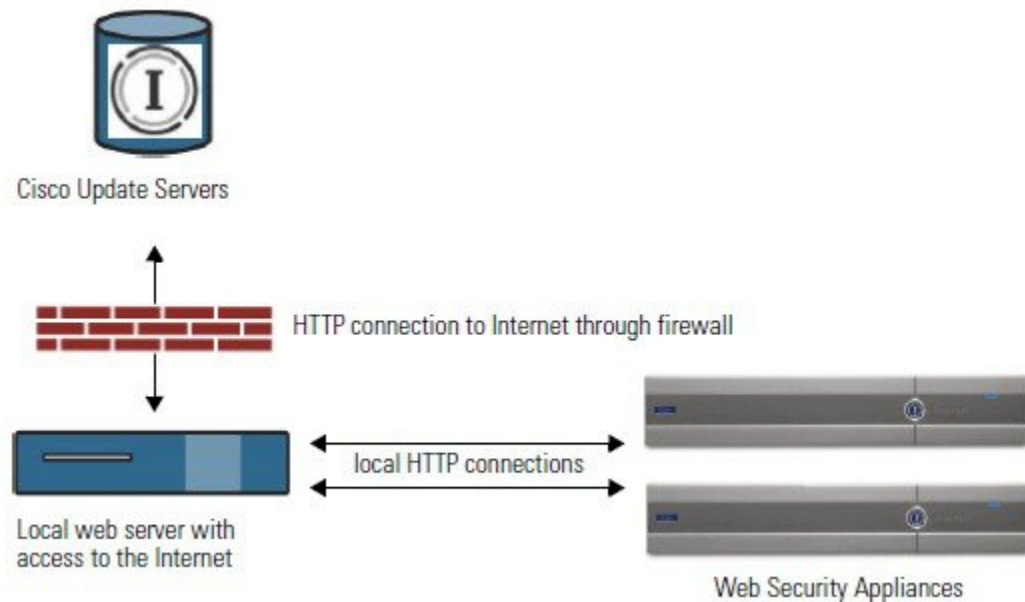 I
Cisco Update Servers
HTTP connection to Internet through firewall
local HTTP connections
Local web server with
access to the Internet
Web Security Appliances